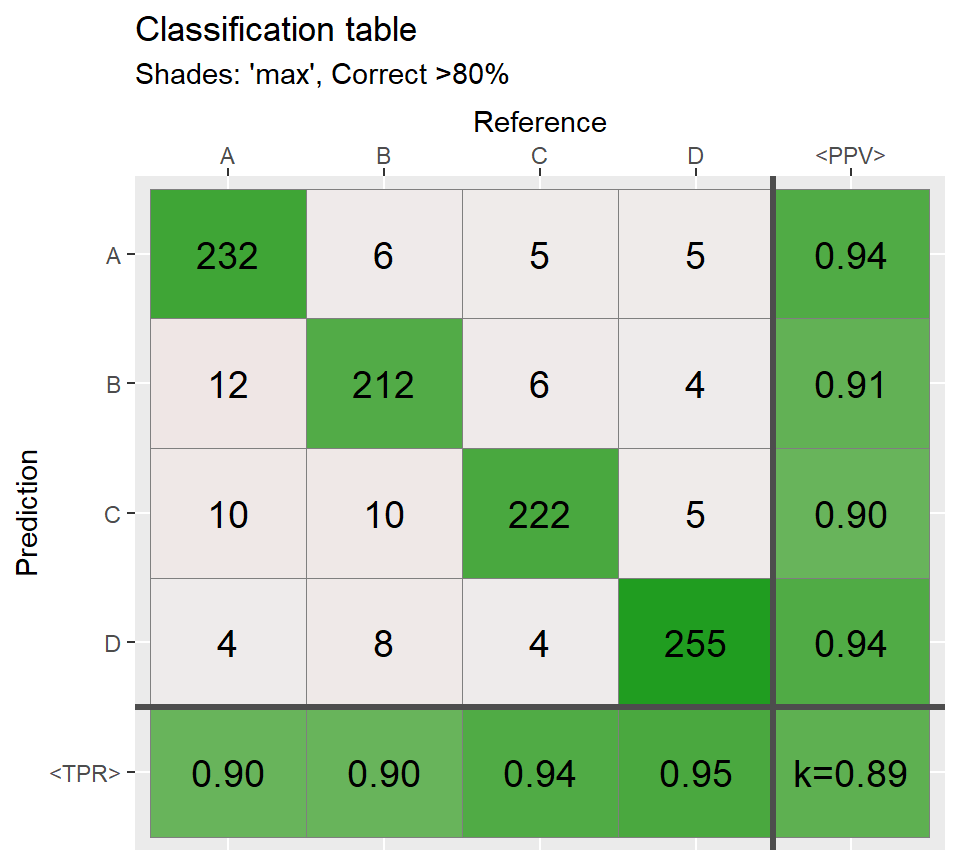 Classification table
Shades: 'max', Correct >80%
Reference
A B C D <PPV>
A 232 6 5 5 0.94
B 12 212 6 4 0.91
C 10 10 222 5 0.90
D 4 8 4 255 0.94
<TPR> 0.90 0.90 0.94 0.95 k=0.89
Prediction